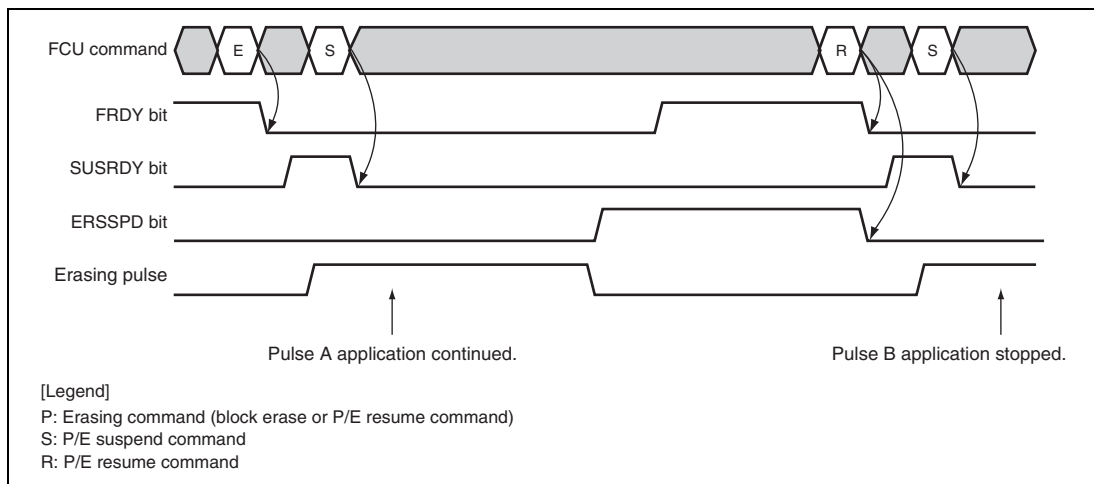 FCU command
E
S
R
S
FRDY bit
SUSRDY bit
ERSSPD bit
Erasing pulse
Pulse A application continued.
Pulse B application stopped.
[Legend]
P: Erasing command (block erase or P/E resume command)
S: P/E suspend command
R: P/E resume command